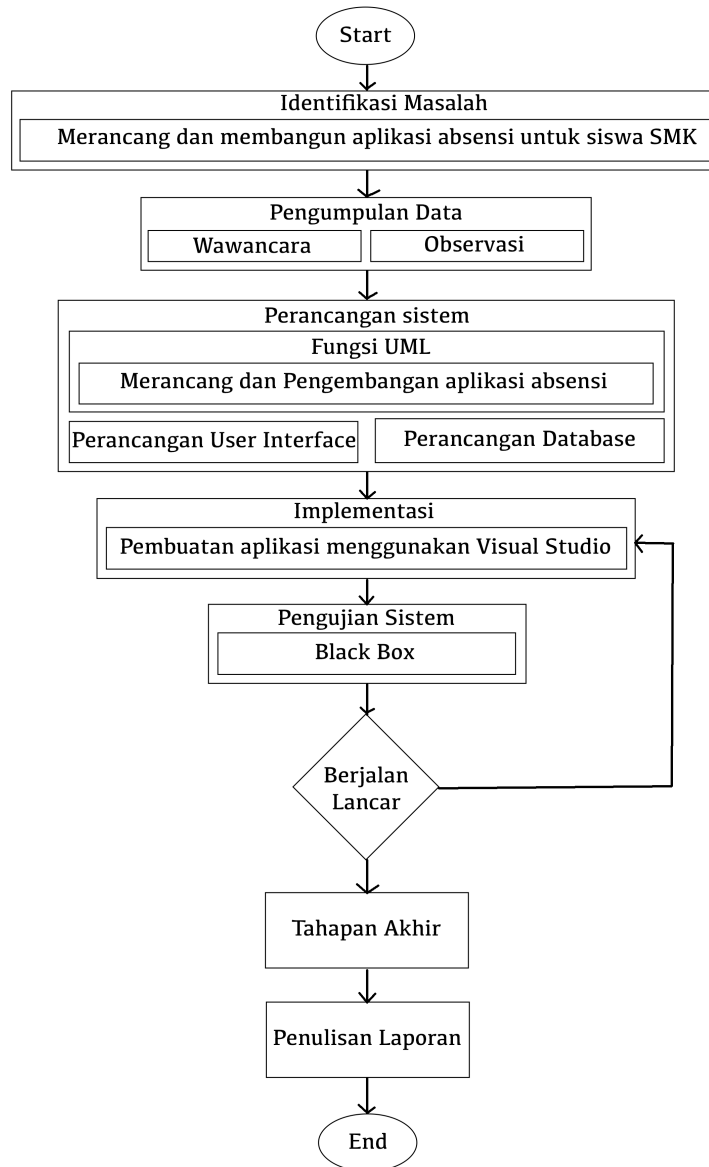 Start
Identifikasi Masalah
Merancang dan membangun aplikasi absensi untuk siswa SMK
Pengumpulan Data
Wawancara
Observasi
Perancangan sistem
Fungsi UML
Merancang dan Pengembangan aplikasi absensi
Perancangan User Interface
Perancangan Database
Implementasi
Pembuatan aplikasi menggunakan Visual Studio
Pengujian Sistem
Black Box
Berjalan
Lancar
Tahapan Akhir
Penulisan Laporan
End